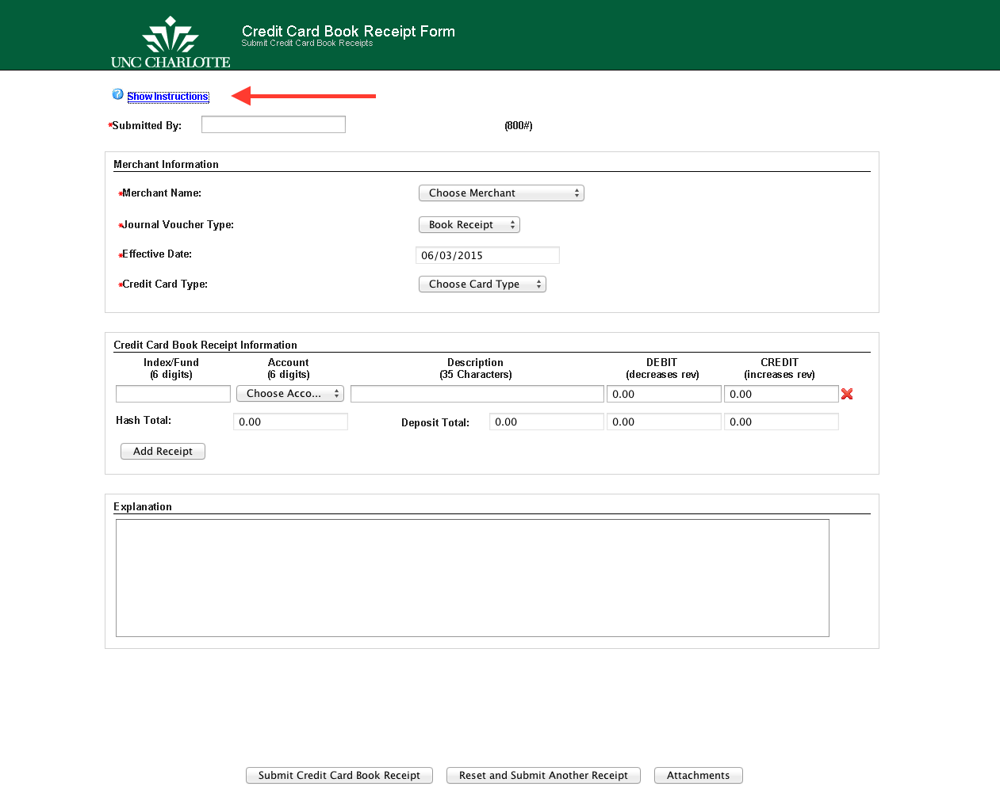 UNC CHARLOTTE
Credit Card Book Receipt Form
Submit Credit Card Book Receipts
? Show Instructions
*Submitted By: (800#)
Merchant Information
*Merchant Name: Choose Merchant
*Journal Voucher Type: Book Receipt
*Effective Date: 06/03/2015
*Credit Card Type: Choose Card Type
Credit Card Book Receipt Information
Index/Fund Account Description DEBIT CREDIT
(6 digits) (6 digits) (35 Characters) (decreases rev) (increases rev)
Choose Acco... 0.00 0.00
Hash Total: 0.00 Deposit Total: 0.00 0.00 0.00
Add Receipt
Explanation
Submit Credit Card Book Receipt Reset and Submit Another Receipt Attachments